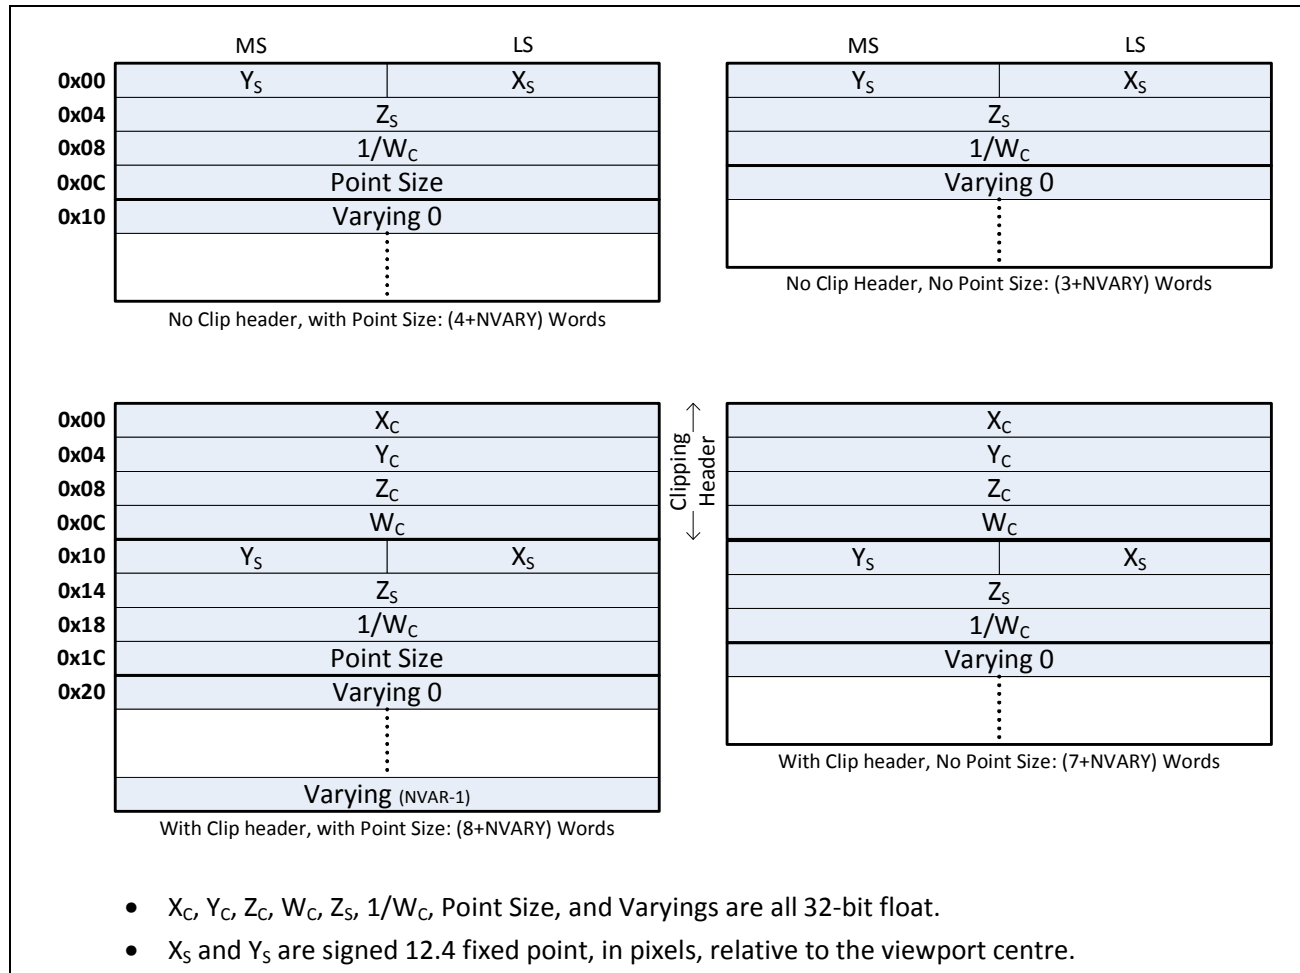 MS LS
0x00 Y_S X_S
0x04 Z_S
0x08 1/W_C
0x0C Point Size
0x10 Varying 0
No Clip header, with Point Size: (4+NVARY) Words
MS LS
Y_S X_S
Z_S
1/W_C
Varying 0
No Clip Header, No Point Size: (3+NVARY) Words
0x00 X_C
0x04 Y_C
0x08 Z_C
0x0C W_C
0x10 Y_S X_S
0x14 Z_S
0x18 1/W_C
0x1C Point Size
0x20 Varying 0
Varying (NVAR-1)
With Clip header, with Point Size: (8+NVARY) Words
Clipping
Header
X_C
Y_C
Z_C
W_C
Y_S X_S
Z_S
1/W_C
Varying 0
With Clip header, No Point Size: (7+NVARY) Words
• X_C, Y_C, Z_C, W_C, Z_S, 1/W_C, Point Size, and Varyings are all 32-bit float.
• X_S and Y_S are signed 12.4 fixed point, in pixels, relative to the viewport centre.